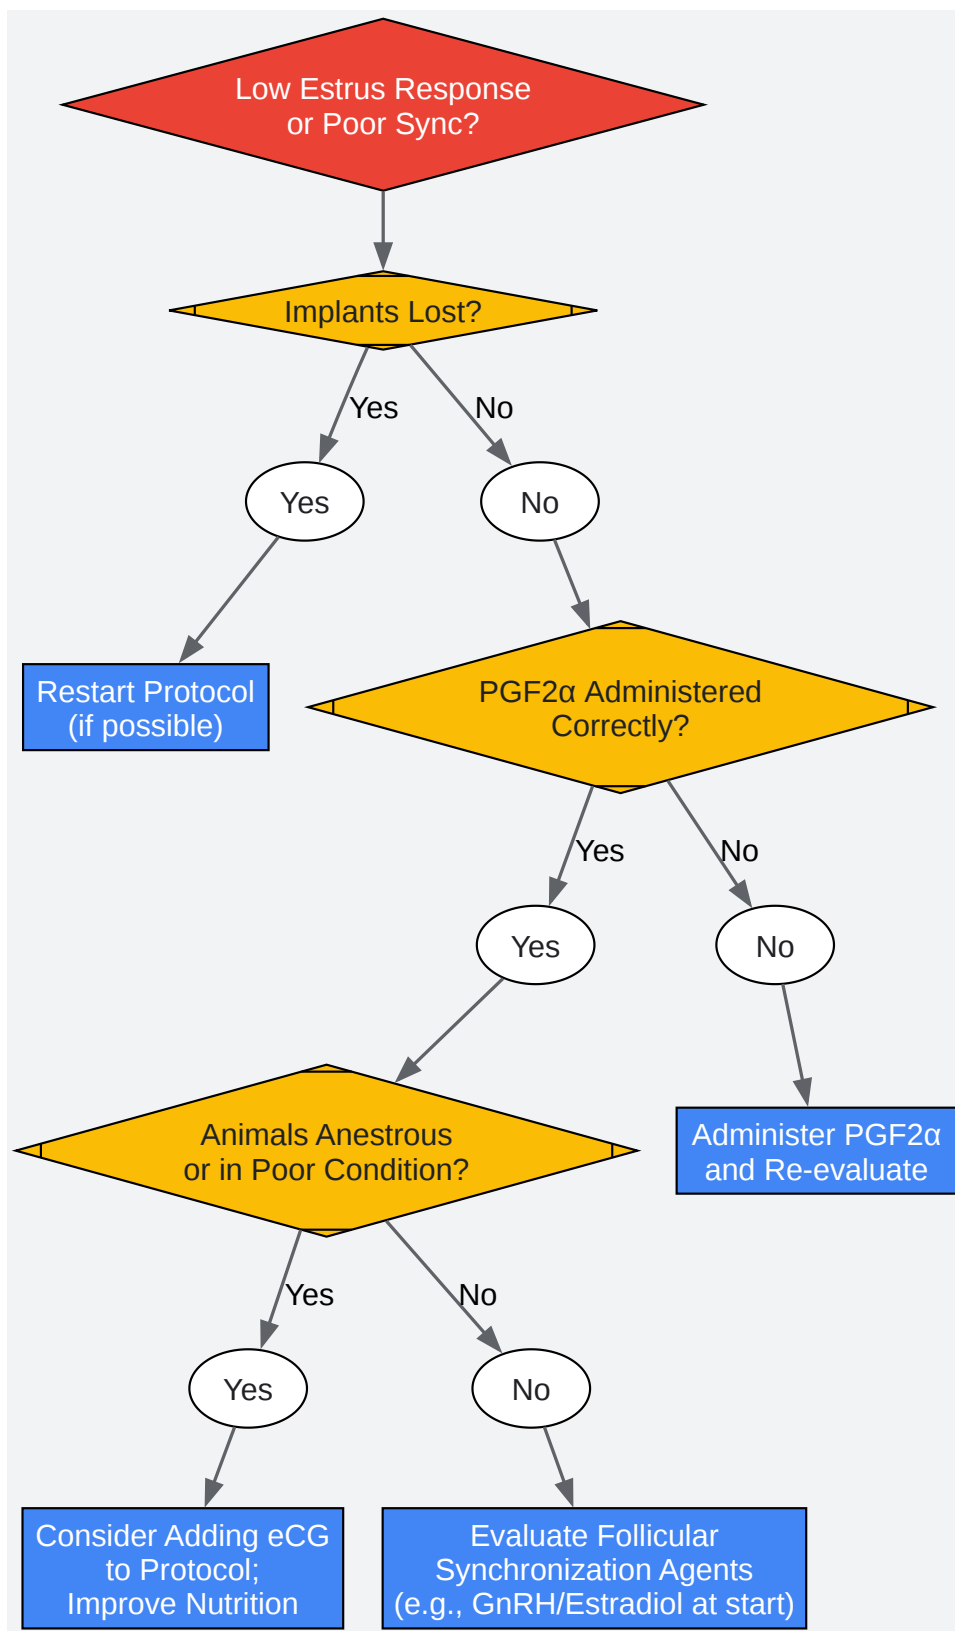 Low Estrus Response
or Poor Sync?
Implants Lost?
Yes
No
Yes
No
Restart Protocol
(if possible)
PGF2α Administered
Correctly?
Yes
No
Yes
No
Animals Anestrous
or in Poor Condition?
Administer PGF2α
and Re-evaluate
Yes
No
Yes
No
Consider Adding eCG
to Protocol;
Improve Nutrition
Evaluate Follicular
Synchronization Agents
(e.g., GnRH/Estradiol at start)